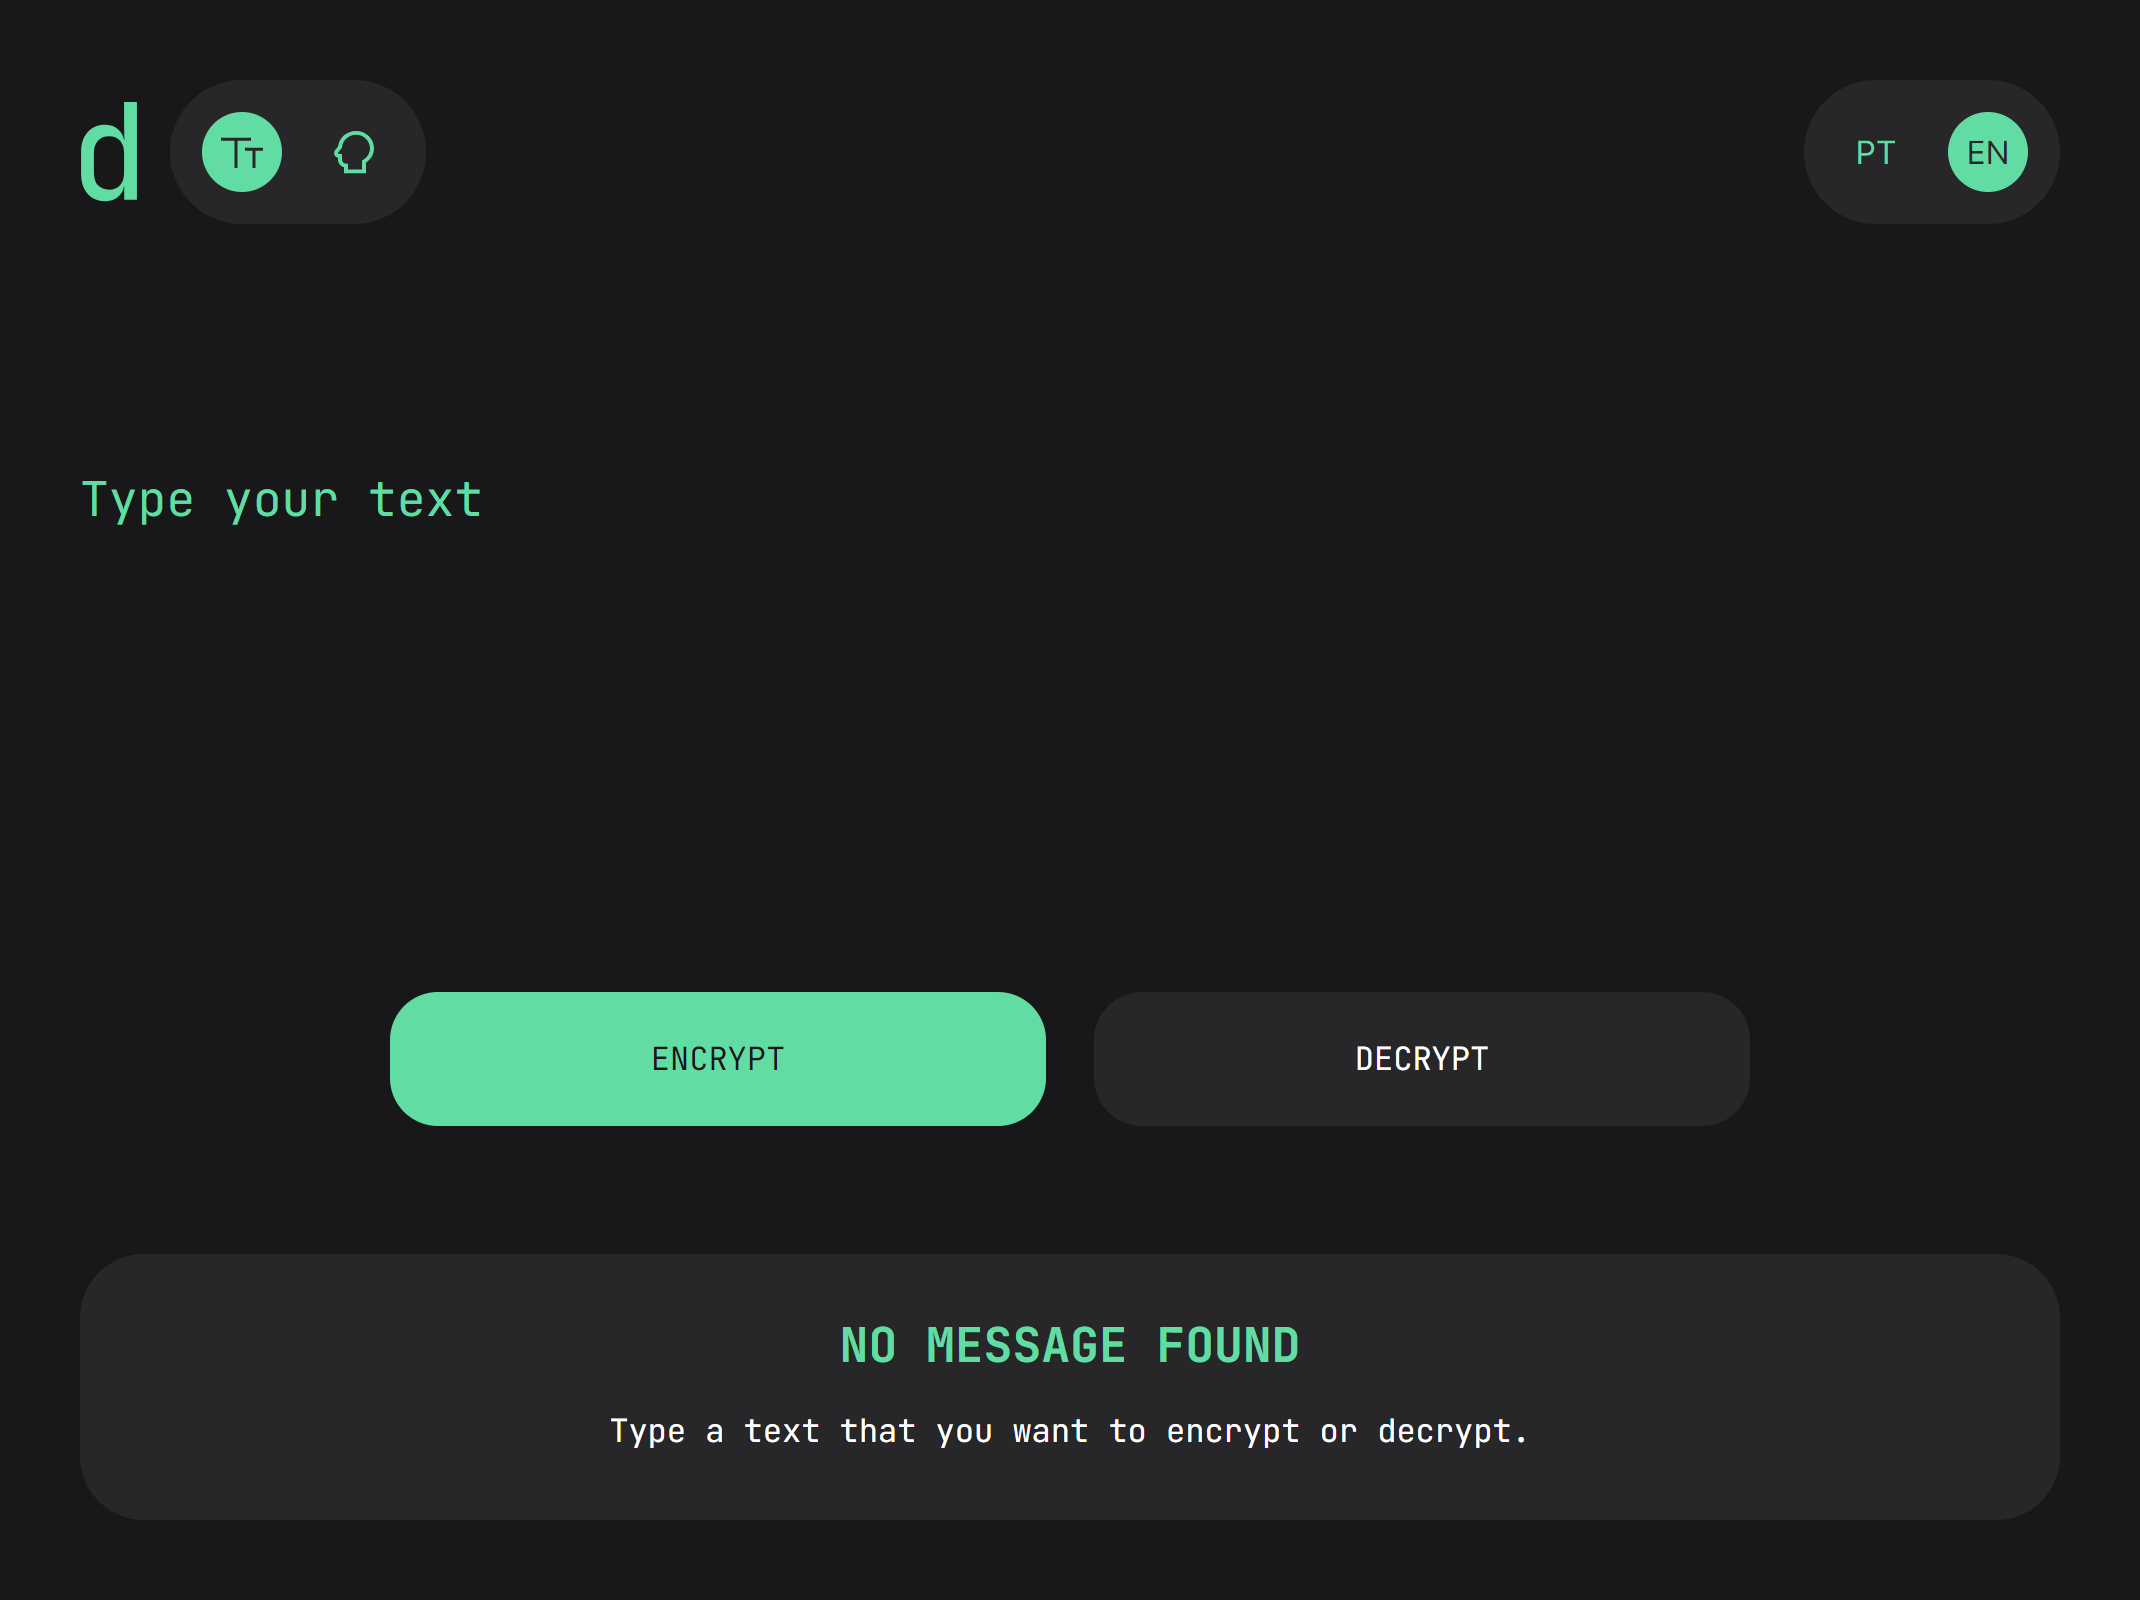 d
TT
PT
EN
Type your text
ENCRYPT
DECRYPT
NO MESSAGE FOUND
Type a text that you want to encrypt or decrypt.